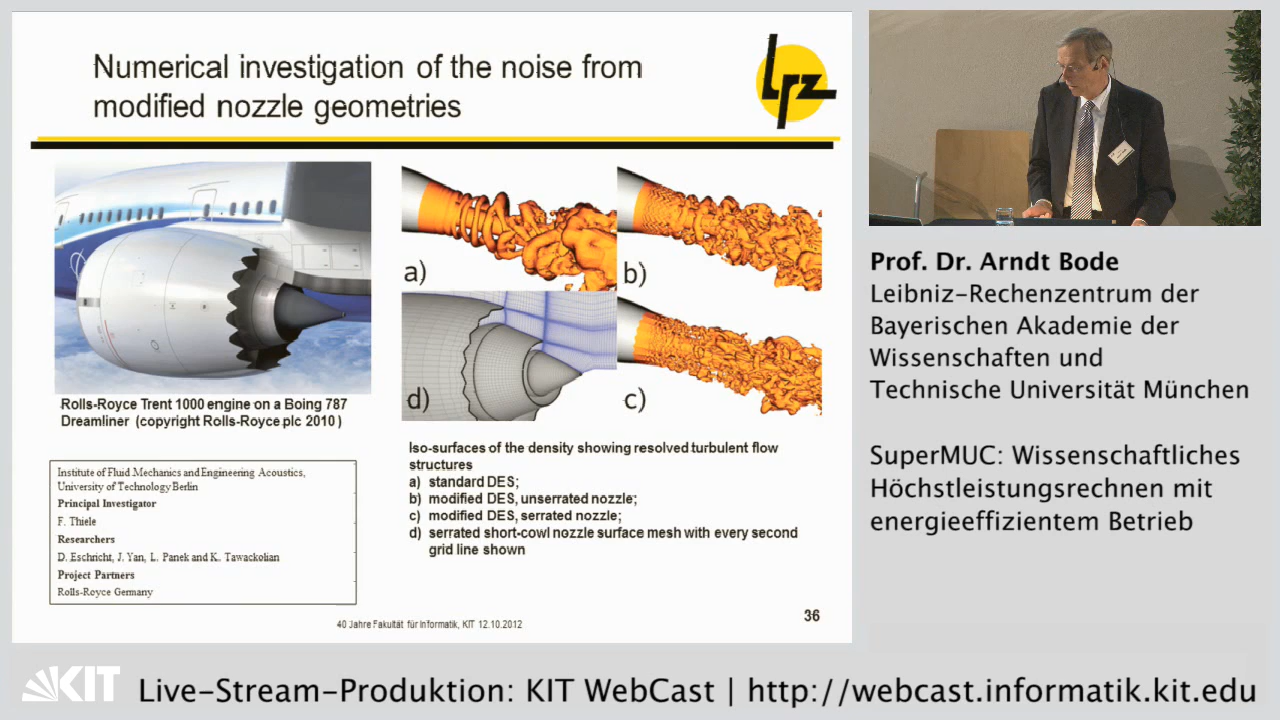 Numerical investigation of the noise from
modified nozzle geometries
lrz
a)
b)
d)
c)
Rolls-Royce Trent 1000 engine on a Boeing 787
Dreamliner (copyright Rolls-Royce plc 2010 )
Iso-surfaces of the density showing resolved turbulent flow
structures
a) standard DES;
b) modified DES, unserrated nozzle;
c) modified DES, serrated nozzle;
d) serrated short-cowl nozzle surface mesh with every second
grid line shown
Institute of Fluid Mechanics and Engineering Acoustics,
University of Technology Berlin
Principal Investigator
F. Thiele
Researchers
D. Eschricht, J. Yan, L. Panek and K. Tawackolian
Project Partners
Rolls-Royce Germany
40 Jahre Fakultät für Informatik, KIT 12.10.2012
36
Prof. Dr. Arndt Bode
Leibniz-Rechenzentrum der
Bayerischen Akademie der
Wissenschaften und
Technische Universität München
SuperMUC: Wissenschaftliches
Höchstleistungsrechnen mit
energieeffizientem Betrieb
KIT
Live-Stream-Produktion: KIT WebCast | http://webcast.informatik.kit.edu